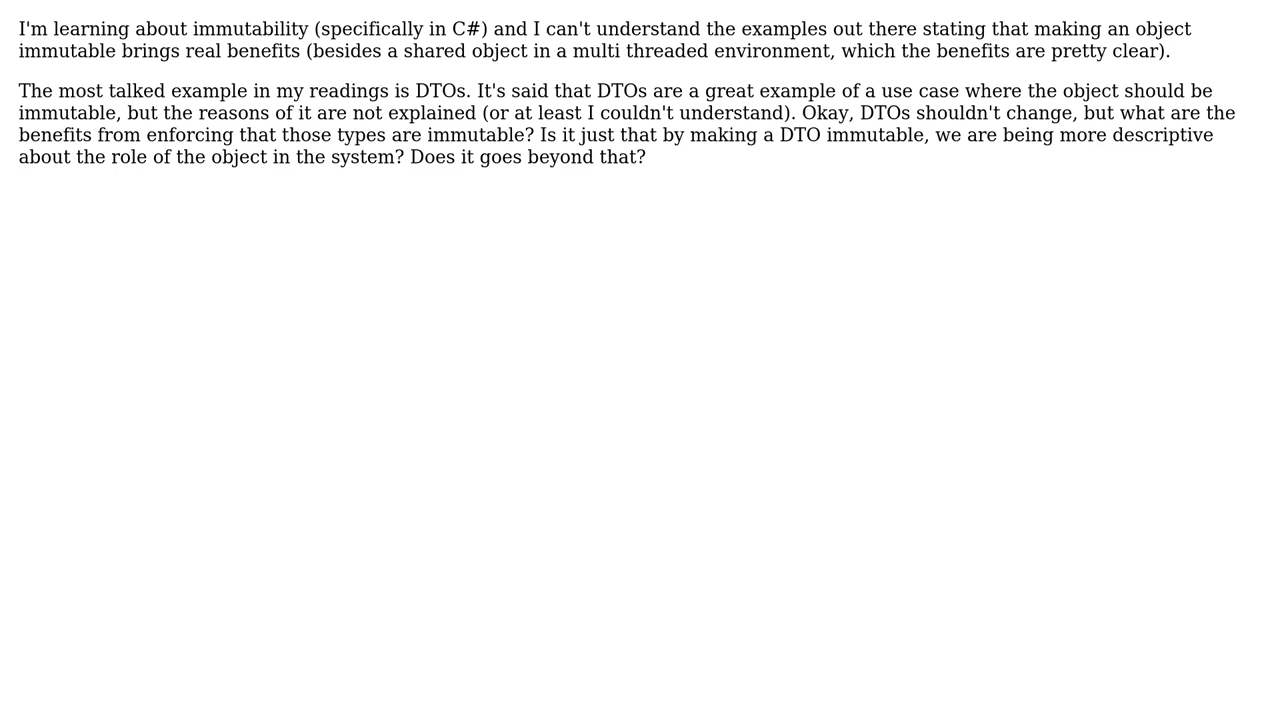 I'm learning about immutability (specifically in C#) and I can't understand the examples out there stating that making an object
immutable brings real benefits (besides a shared object in a multi threaded environment, which the benefits are pretty clear).
The most talked example in my readings is DTOs. It's said that DTOs are a great example of a use case where the object should be
immutable, but the reasons of it are not explained (or at least I couldn't understand). Okay, DTOs shouldn't change, but what are the
benefits from enforcing that those types are immutable? Is it just that by making a DTO immutable, we are being more descriptive
about the role of the object in the system? Does it goes beyond that?